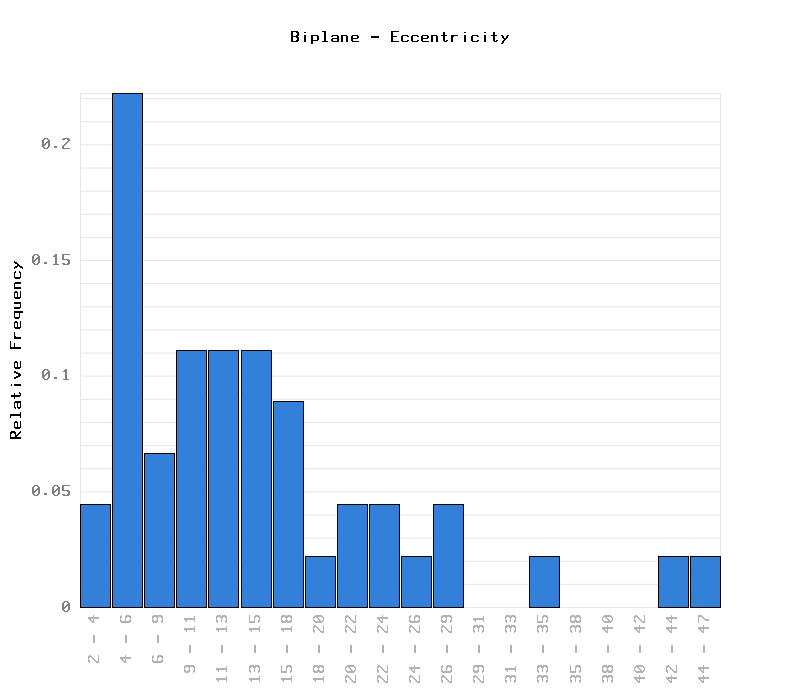 Biplane - Eccentricity
Relative Frequency
0.2
0.15
0.1
0.05
0
2 - 4
4 - 6
6 - 9
9 - 11
11 - 13
13 - 15
15 - 18
18 - 20
20 - 22
22 - 24
24 - 26
26 - 29
29 - 31
31 - 33
33 - 35
35 - 38
38 - 40
40 - 42
42 - 44
44 - 47